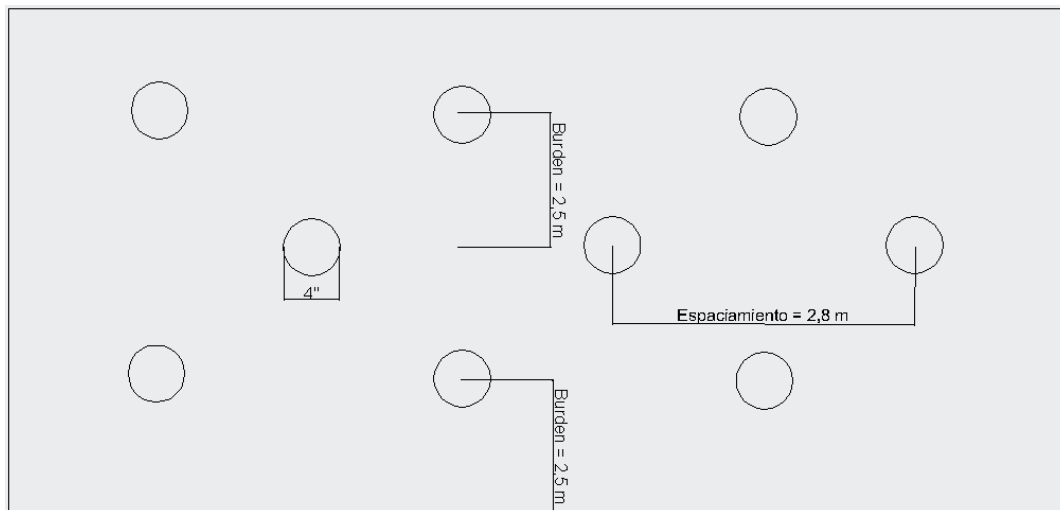 Burden = 2,5 m
4"
Espaciamiento = 2,8 m
Burden = 2,5 m